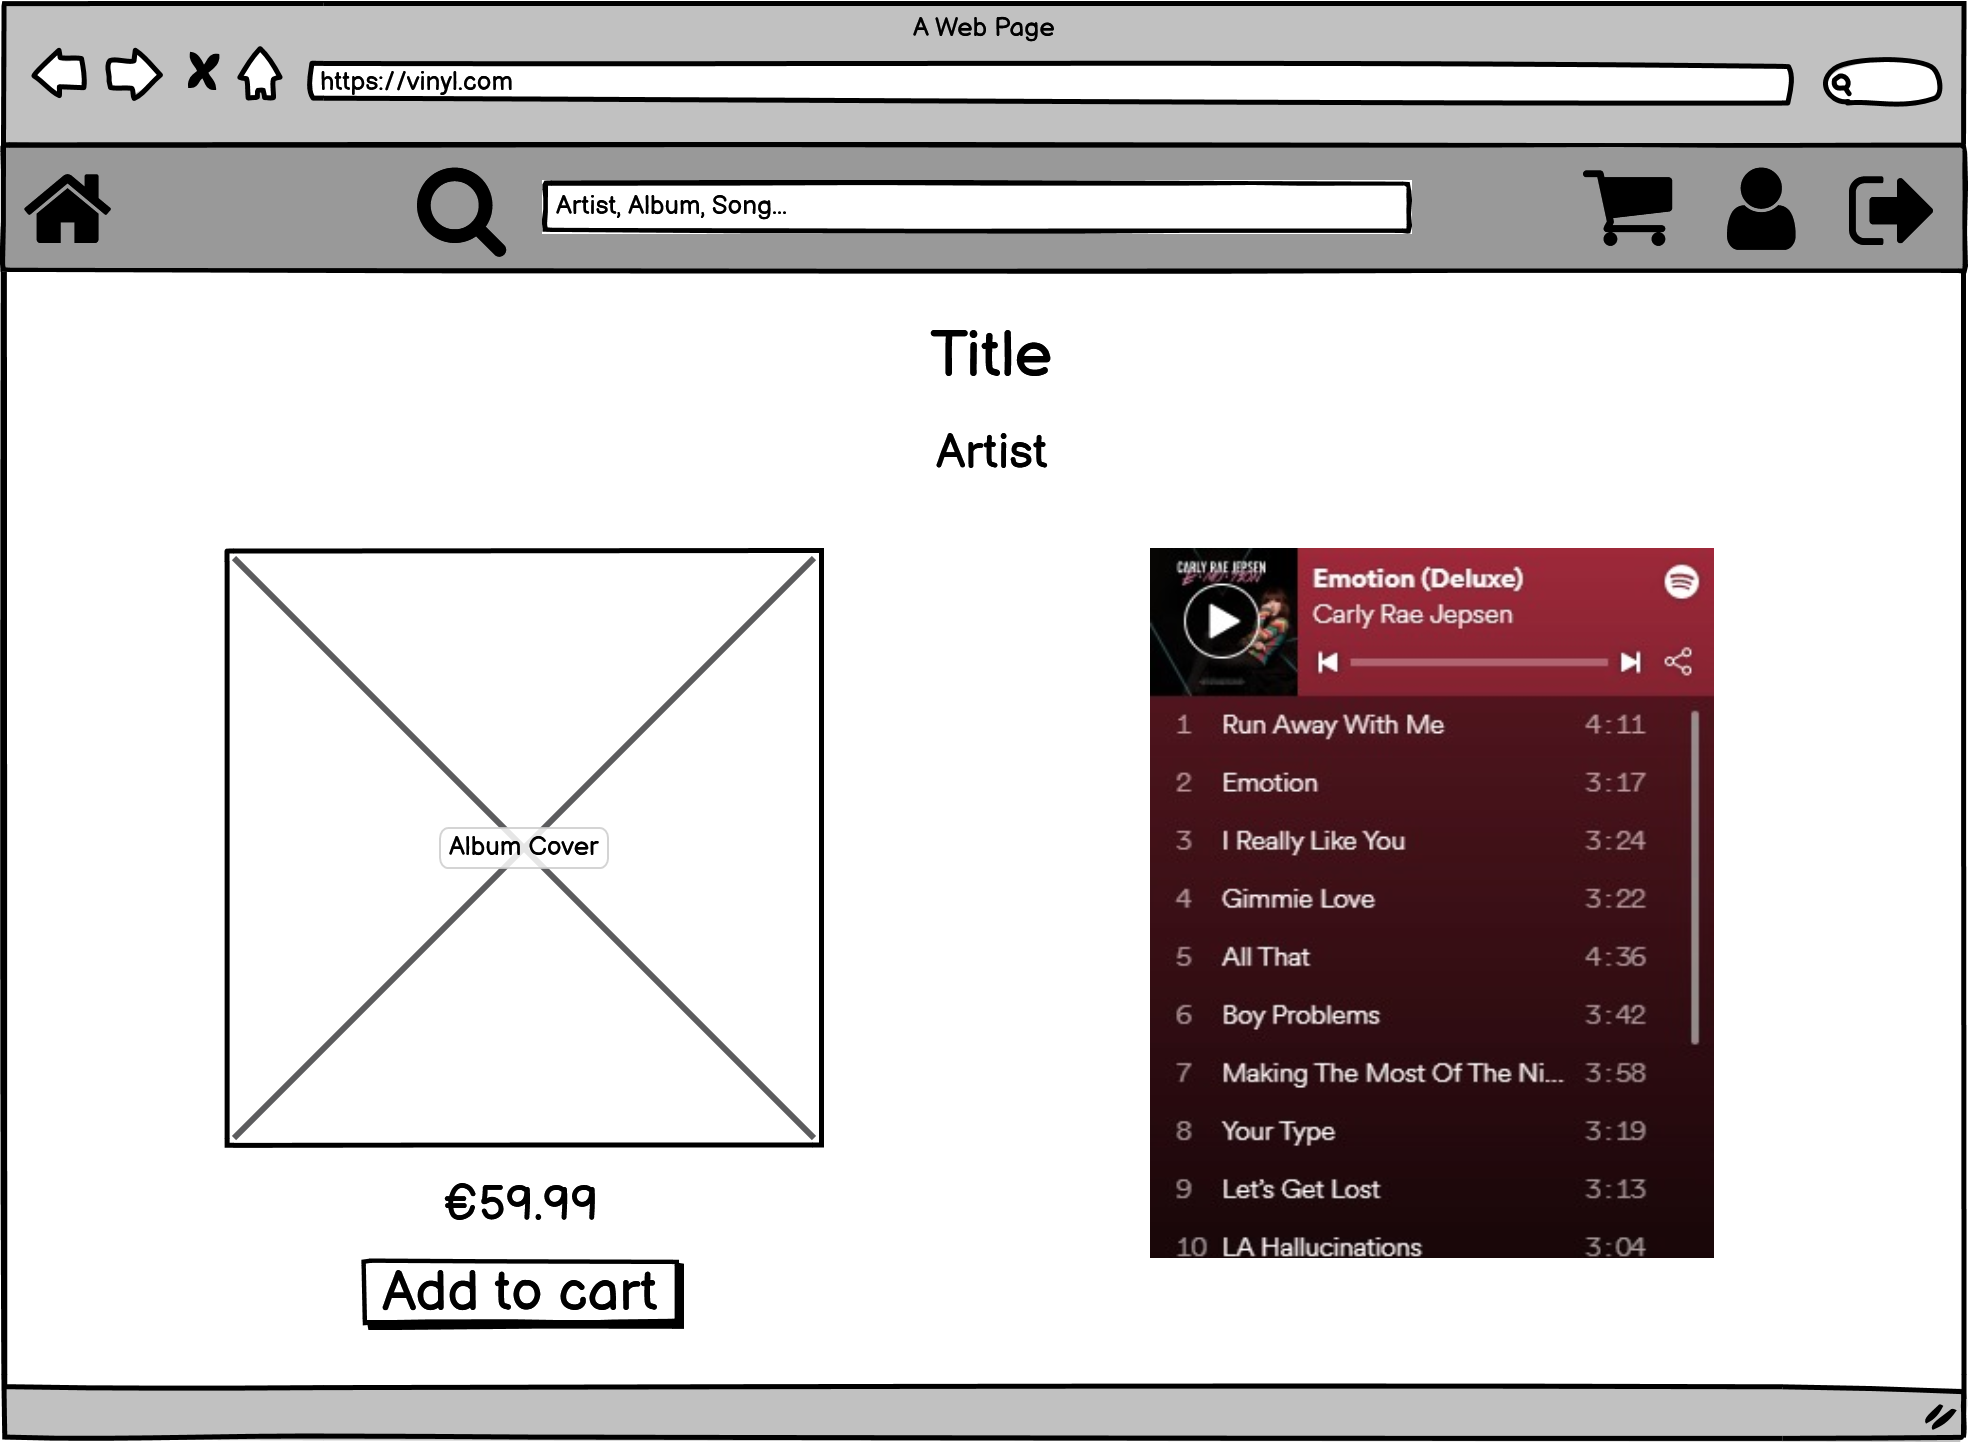 A Web Page
https://vinyl.com
Artist, Album, Song...
Title
Artist
Album Cover
€59.99
Add to cart
CARLY RAE JEPSEN
E•MO•TION
Emotion (Deluxe)
Carly Rae Jepsen
1 Run Away With Me 4:11
2 Emotion 3:17
3 I Really Like You 3:24
4 Gimmie Love 3:22
5 All That 4:36
6 Boy Problems 3:42
7 Making The Most Of The Ni... 3:58
8 Your Type 3:19
9 Let's Get Lost 3:13
10 LA Hallucinations 3:04